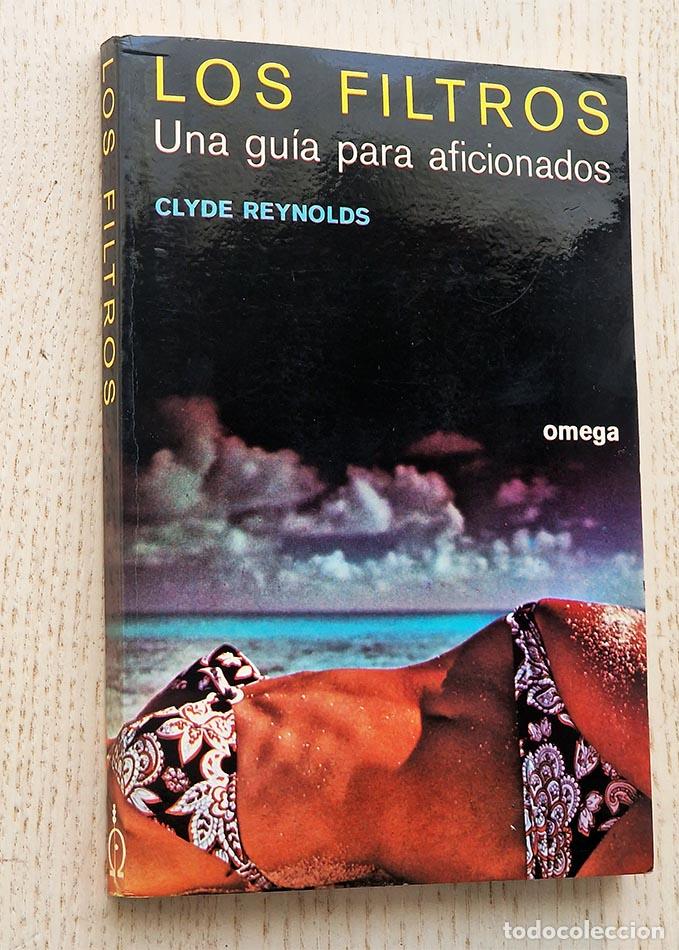 LOS FILTROS
Una guía para aficionados
CLYDE REYNOLDS
omega
LOS FILTROS
todocoleccion